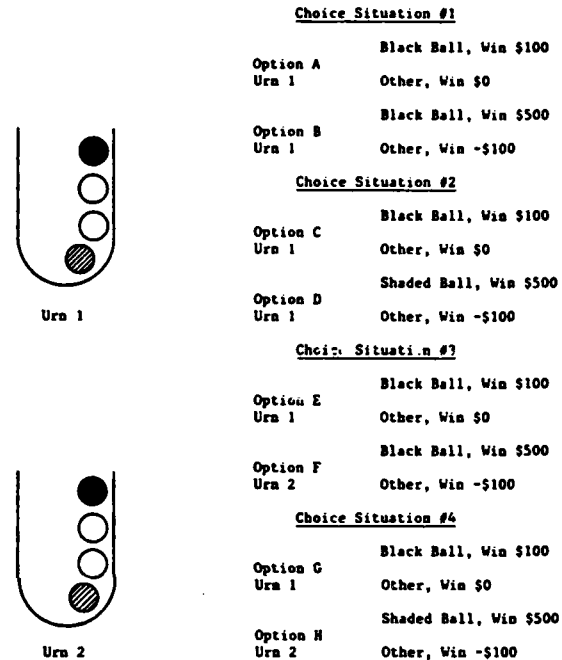 Choice Situation #1
Black Ball, Win $100
Option A
Urn 1 Other, Win $0
Black Ball, Win $500
Option B
Urn 1 Other, Win -$100
Choice Situation #2
Black Ball, Win $100
Option C
Urn 1 Other, Win $0
Shaded Ball, Win $500
Option D
Urn 1 Other, Win -$100
Urn 1
Choice Situation #3
Black Ball, Win $100
Option E
Urn 1 Other, Win $0
Black Ball, Win $500
Option F
Urn 2 Other, Win -$100
Choice Situation #4
Black Ball, Win $100
Option G
Urn 1 Other, Win $0
Shaded Ball, Win $500
Option H
Urn 2 Other, Win -$100
Urn 2